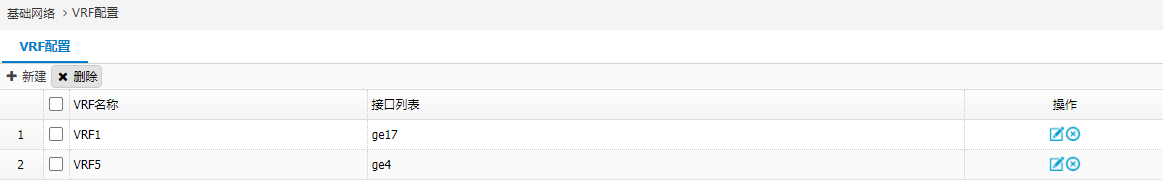 基础网络 > VRF配置
VRF配置
新建 删除
VRF名称 接口列表 操作
1 VRF1 ge17
2 VRF5 ge4